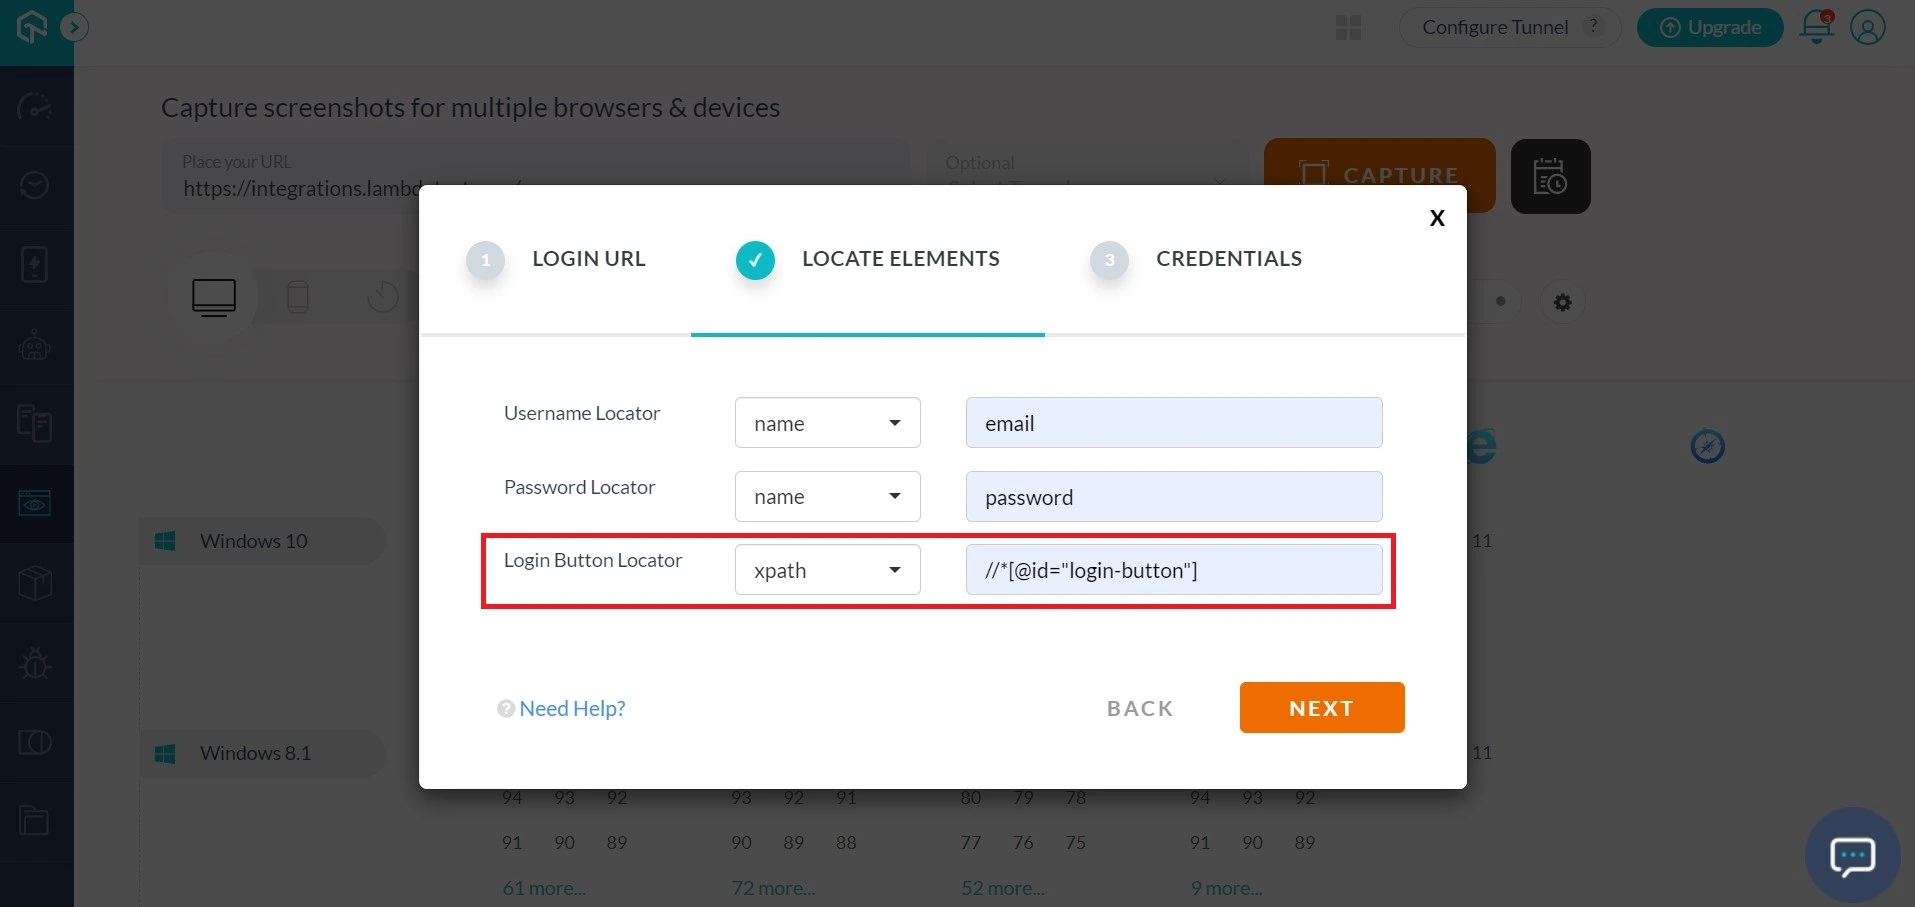 Configure Tunnel ?
Upgrade
3
Capture screenshots for multiple browsers & devices
Place your URL
https://integrations.lambd
Optional
CAPTURE
X
1 LOGIN URL
LOCATE ELEMENTS
3 CREDENTIALS
Username Locator name email
Password Locator name password
Login Button Locator xpath //*[@id="login-button"]
? Need Help?
BACK
NEXT
Windows 10
11
Windows 8.1
11
94 93 92 93 92 91 80 79 78 94 93 92
91 90 89 90 89 88 77 76 75 91 90 89
61 more... 72 more... 52 more... 9 more...